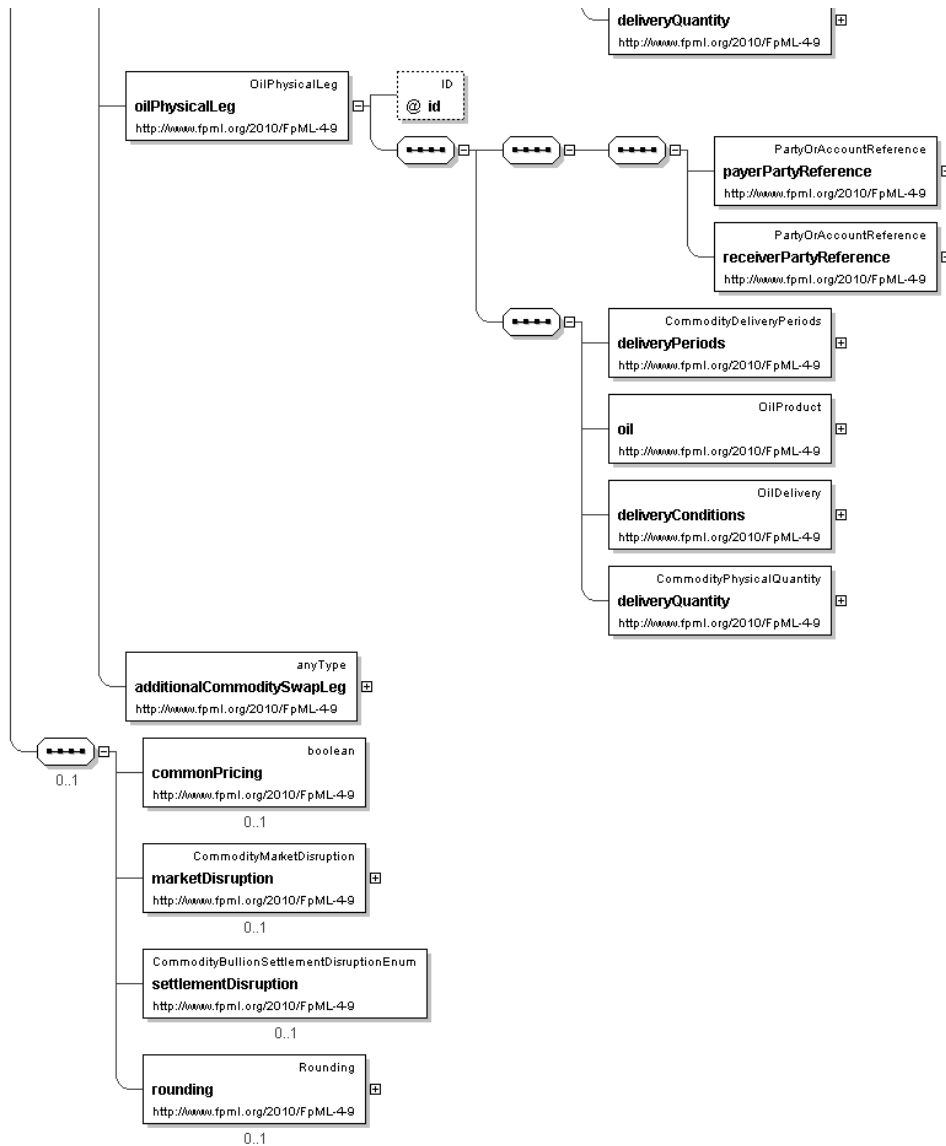 deliveryQuantity
http://www.fpml.org/2010/FpML-4-9
OilPhysicalLeg
oilPhysicalLeg
http://www.fpml.org/2010/FpML-4-9
ID
@ id
PartyOrAccountReference
payerPartyReference
http://www.fpml.org/2010/FpML-4-9
PartyOrAccountReference
receiverPartyReference
http://www.fpml.org/2010/FpML-4-9
CommodityDeliveryPeriods
deliveryPeriods
http://www.fpml.org/2010/FpML-4-9
OilProduct
oil
http://www.fpml.org/2010/FpML-4-9
OilDelivery
deliveryConditions
http://www.fpml.org/2010/FpML-4-9
CommodityPhysicalQuantity
deliveryQuantity
http://www.fpml.org/2010/FpML-4-9
anyType
additionalCommoditySwapLeg
http://www.fpml.org/2010/FpML-4-9
0..1
boolean
commonPricing
http://www.fpml.org/2010/FpML-4-9
0..1
CommodityMarketDisruption
marketDisruption
http://www.fpml.org/2010/FpML-4-9
0..1
CommodityBullionSettlementDisruptionEnum
settlementDisruption
http://www.fpml.org/2010/FpML-4-9
0..1
Rounding
rounding
http://www.fpml.org/2010/FpML-4-9
0..1